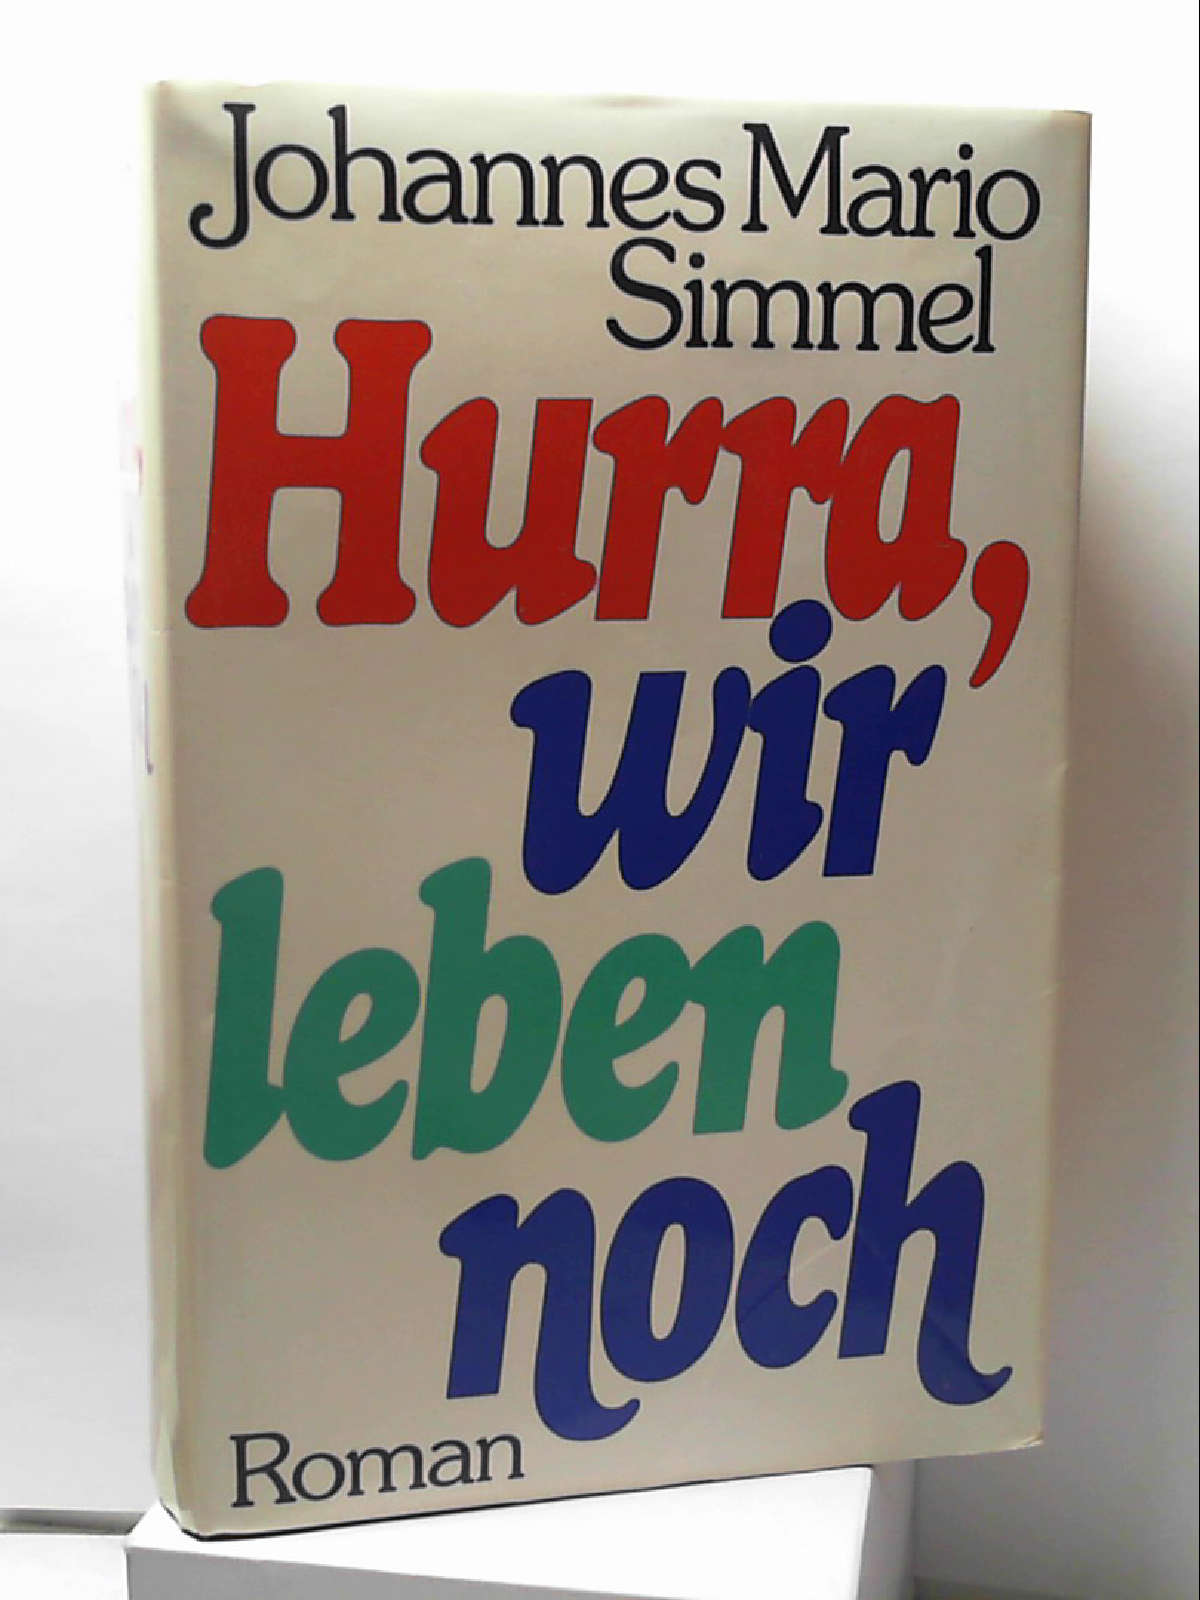 Johannes Mario
Simmel
Hurra,
wir
leben
noch
Roman